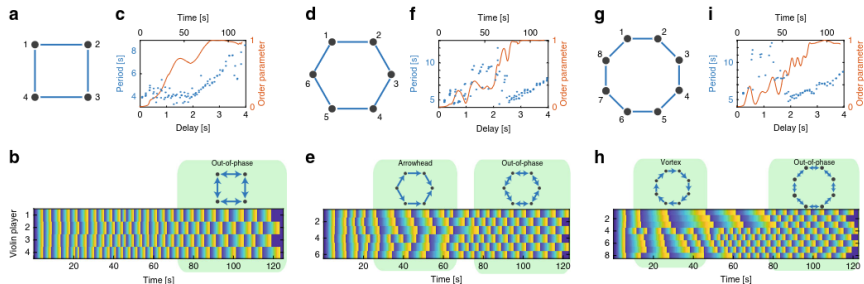 a
1 2
4 3
c
Time [s]
0 50 100
Period [s]
8
6
4
1
0
Order parameter
0 1 2 3 4
Delay [s]
d
1 2
6 3
5 4
f
Time [s]
0 50 100
Period [s]
10
5
1
0
Order parameter
0 1 2 3 4
Delay [s]
g
1 2
8 3
7 4
6 5
i
Time [s]
0 50 100
Period [s]
10
5
1
0
Order parameter
0 1 2 3 4
Delay [s]
b
Out-of-phase
Violin player
1
2
3
4
20 40 60 80 100 120
Time [s]
e
Arrowhead Out-of-phase
2
4
6
20 40 60 80 100 120
Time [s]
h
Vortex Out-of-phase
2
4
6
8
20 40 60 80 100 120
Time [s]